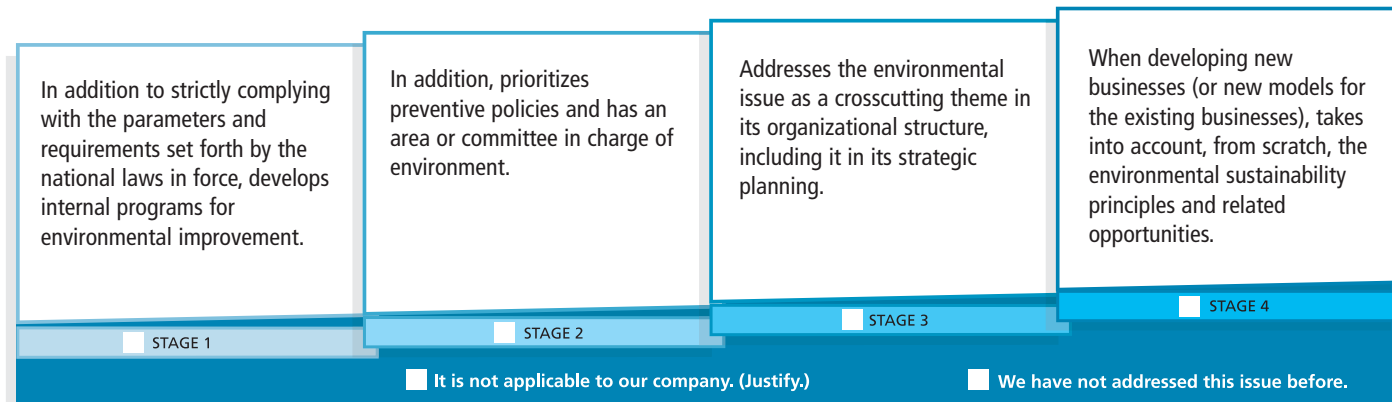 In addition to strictly complying
with the parameters and
requirements set forth by the
national laws in force, develops
internal programs for
environmental improvement.
STAGE 1
In addition, prioritizes
preventive policies and has an
area or committee in charge of
environment.
STAGE 2
Addresses the environmental
issue as a crosscutting theme in
its organizational structure,
including it in its strategic
planning.
STAGE 3
When developing new
businesses (or new models for
the existing businesses), takes
into account, from scratch, the
environmental sustainability
principles and related
opportunities.
STAGE 4
It is not applicable to our company. (Justify.)
We have not addressed this issue before.